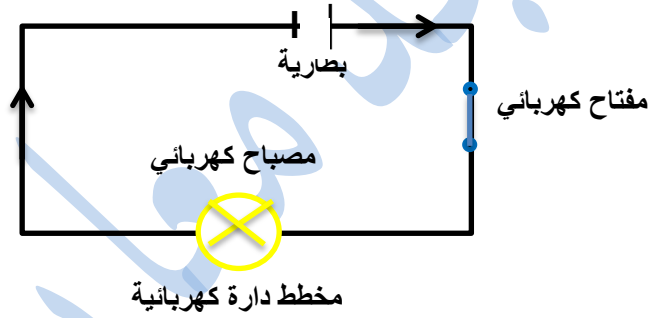 بطارية
مفتاح كهربائي
مصباح كهربائي
مخطط دارة كهربائية